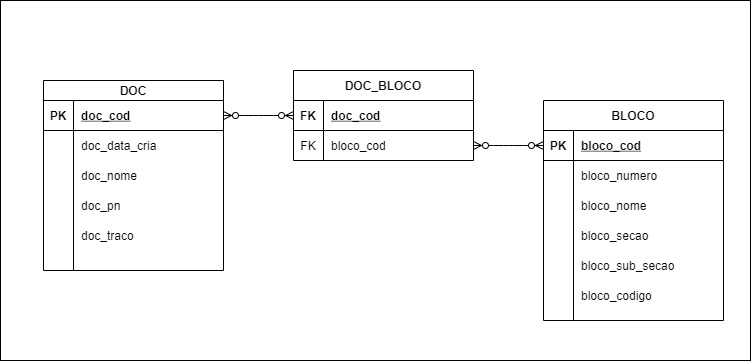 DOC
PK doc_cod
doc_data_cria
doc_nome
doc_pn
doc_traco
DOC_BLOCO
FK doc_cod
FK bloco_cod
BLOCO
PK bloco_cod
bloco_numero
bloco_nome
bloco_secao
bloco_sub_secao
bloco_codigo